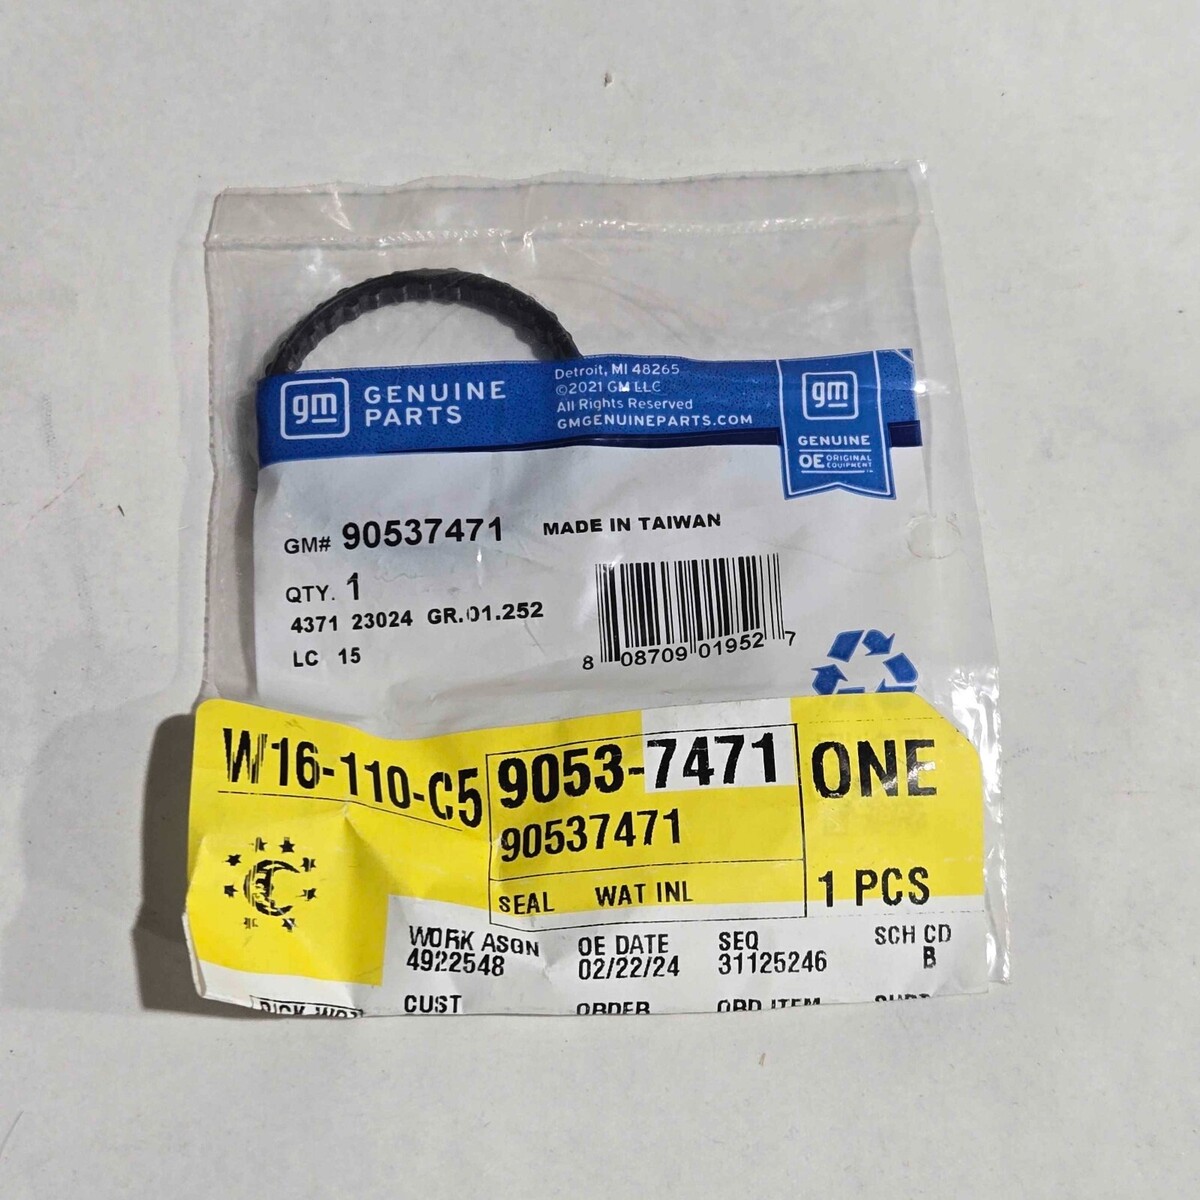 gm GENUINE PARTS
Detroit, MI 48265
©2021 GM LLC
All Rights Reserved
GMGENUINEPARTS.COM
gm
GENUINE
OE ORIGINAL EQUIPMENT
GM# 90537471 MADE IN TAIWAN
QTY. 1
4371 23024 GR.01.252
LC 15
8 08709 01952 7
W16-110-C5
9053-7471
90537471
SEAL WAT INL
ONE
1 PCS
WORK ASGN
4922548
OE DATE
02/22/24
SEQ
31125246
SCH CD
B
CUST
ORDER
ORD ITEM